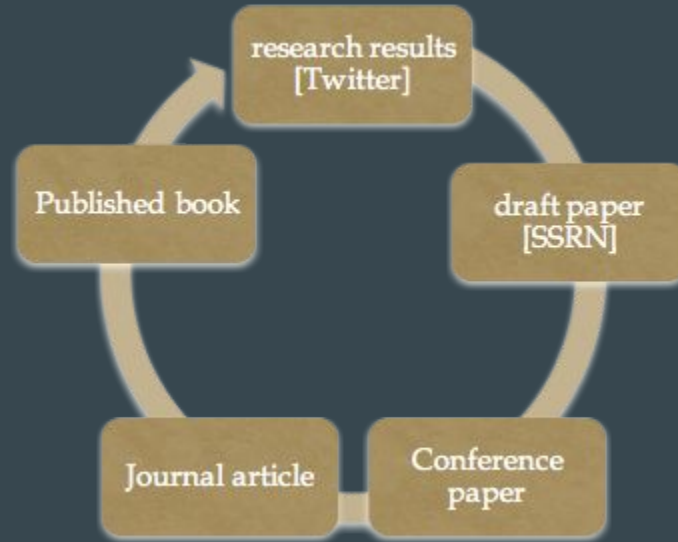 research results
[Twitter]
draft paper
[SSRN]
Conference
paper
Journal article
Published book